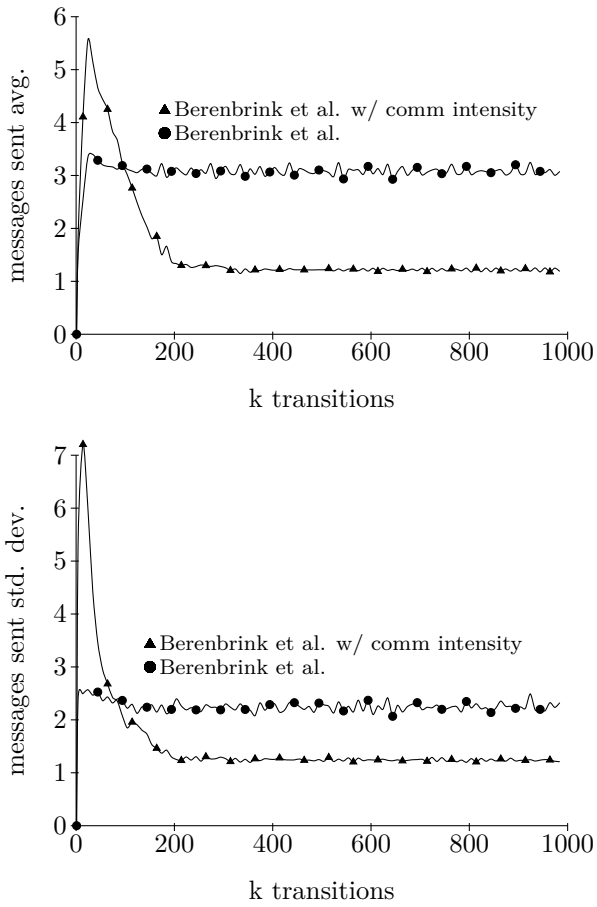 6
5
4
3
2
1
0
messages sent avg.
Berenbrink et al. w/ comm intensity
Berenbrink et al.
0 200 400 600 800 1000
k transitions
7
6
5
4
3
2
1
0
messages sent std. dev.
Berenbrink et al. w/ comm intensity
Berenbrink et al.
0 200 400 600 800 1000
k transitions